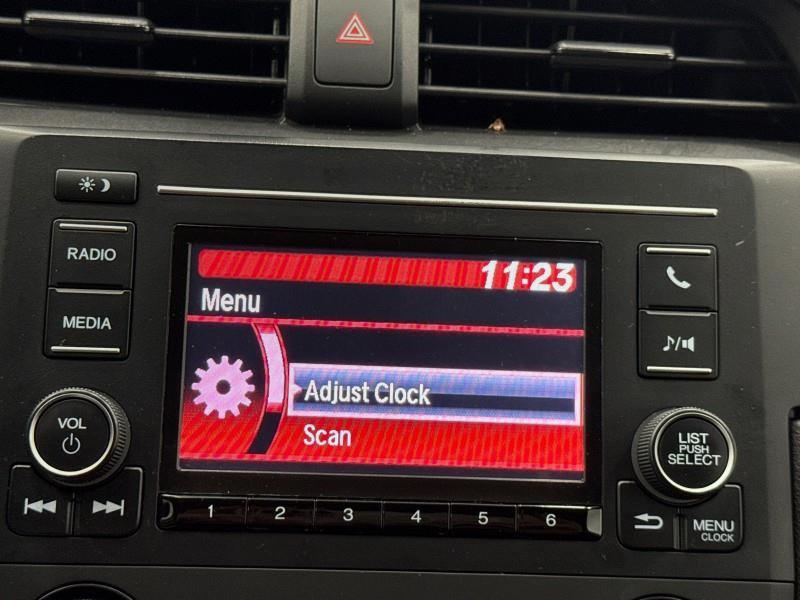 RADIO
MEDIA
VOL
11:23
Menu
Adjust Clock
Scan
1 2 3 4 5 6
LIST
PUSH
SELECT
MENU
CLOCK